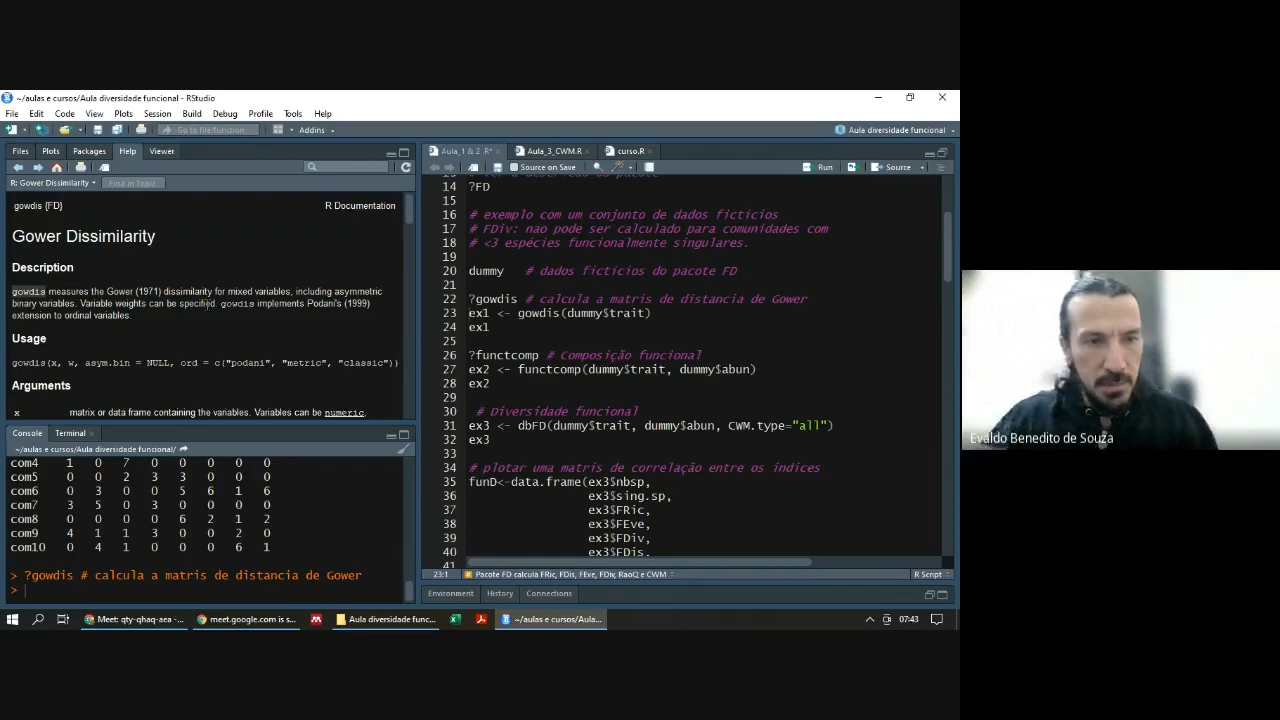 ~/aulas e cursos/Aula diversidade funcional - RStudio
File Edit Code View Plots Session Build Debug Profile Tools Help
Go to file/function Addins Aula diversidade funcional
Files Plots Packages Help Viewer
R: Gower Dissimilarity Find in Topic
gowdis {FD} R Documentation
Gower Dissimilarity
Description
gowdis measures the Gower (1971) dissimilarity for mixed variables, including asymmetric
binary variables. Variable weights can be specified. gowdis implements Podani's (1999)
extension to ordinal variables.
Usage
gowdis(x, w, asym.bin = NULL, ord = c("podani", "metric", "classic"))
Arguments
x matrix or data frame containing the variables. Variables can be numeric,
Console Terminal
~/aulas e cursos/Aula diversidade funcional/
com4 1 0 7 0 0 0 0 0
com5 0 0 2 3 3 0 0 0
com6 0 3 0 0 5 6 1 6
com7 3 5 0 3 0 0 0 0
com8 0 0 0 0 6 2 1 2
com9 4 1 1 3 0 0 2 0
com10 0 4 1 0 0 0 6 1
> ?gowdis # calcula a matris de distancia de Gower
>
Aula_1 & 2 .R* Aula_3_CWM.R curso.R
Source on Save Run Source
14 ?FD
15
16 # exemplo com um conjunto de dados fictícios
17 # FDiv: nao pode ser calculado para comunidades com
18 # <3 espécies funcionalmente singulares.
19
20 dummy # dados ficticios do pacote FD
21
22 ?gowdis # calcula a matris de distancia de Gower
23 ex1 <- gowdis(dummy$trait)
24 ex1
25
26 ?functcomp # Composição funcional
27 ex2 <- functcomp(dummy$trait, dummy$abun)
28 ex2
29
30 # Diversidade funcional
31 ex3 <- dbFD(dummy$trait, dummy$abun, CWM.type="all")
32 ex3
33
34 # plotar uma matris de correlação entre os indices
35 funD<-data.frame(ex3$nbsp,
36 ex3$sing.sp,
37 ex3$FRic,
38 ex3$FEve,
39 ex3$FDiv,
40 ex3$FDis,
41
23:1 Pacote FD calcula FRic, FDis, FEve, FDiv, RaoQ e CWM R Script
Environment History Connections
Evaldo Benedito de Souza
Meet: qty-qhaq-aea -... meet.google.com is s... Aula diversidade func... ~/aulas e cursos/Aula... 07:43